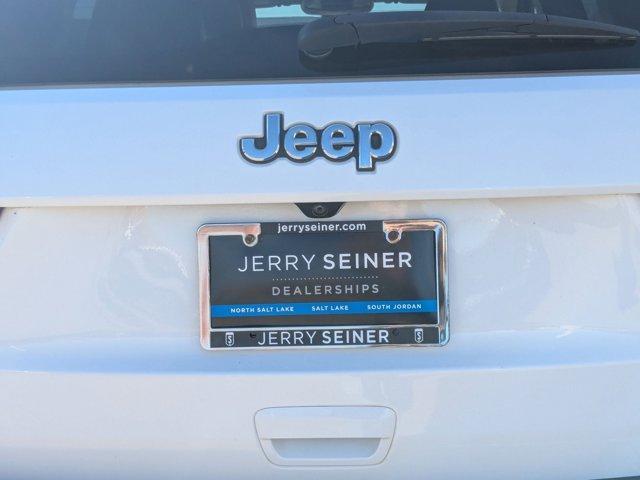 Jeep
jerryseiner.com
JERRY SEINER
DEALERSHIPS
NORTH SALT LAKE SALT LAKE SOUTH JORDAN
S JERRY SEINER S